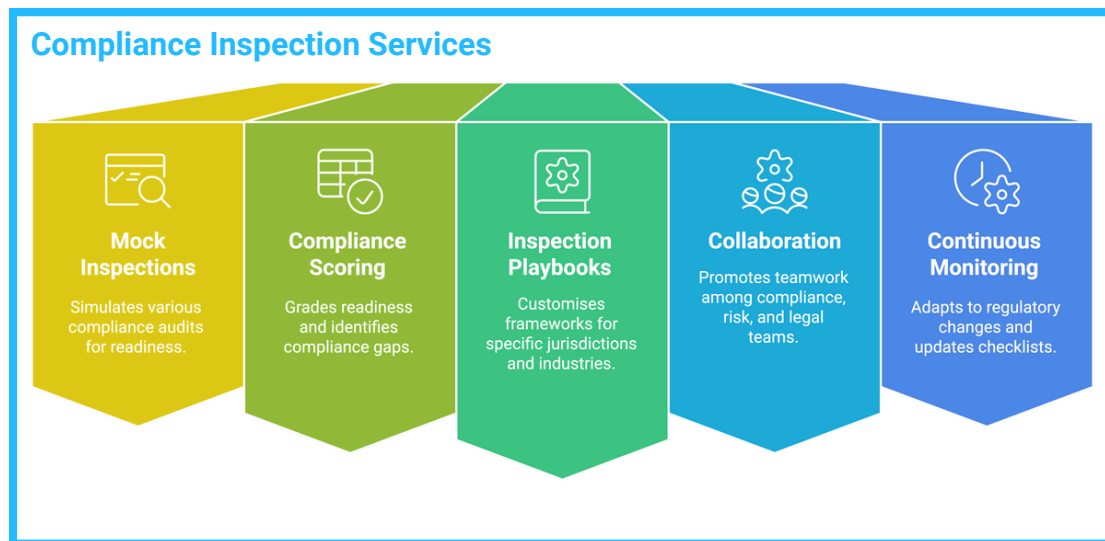 Compliance Inspection Services
Mock
Inspections
Simulates various
compliance audits
for readiness.
Compliance
Scoring
Grades readiness
and identifies
compliance gaps.
Inspection
Playbooks
Customises
frameworks for
specific jurisdictions
and industries.
Collaboration
Promotes teamwork
among compliance,
risk, and legal
teams.
Continuous
Monitoring
Adapts to regulatory
changes and
updates checklists.